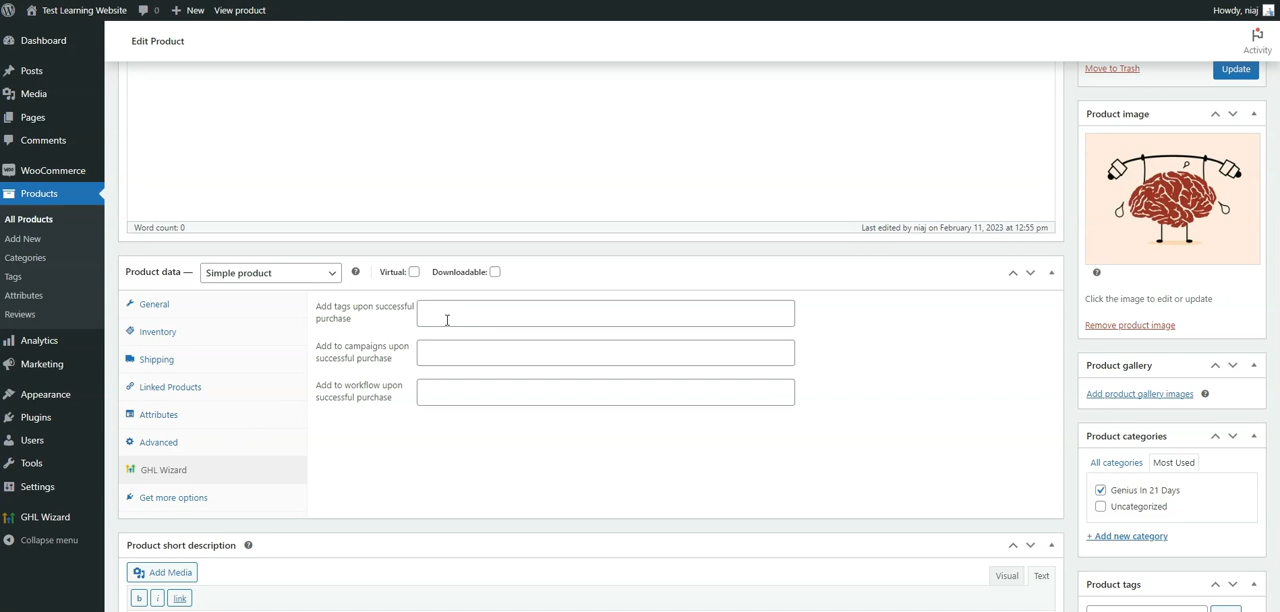 Test Learning Website 0 New View product Howdy, niaj
Dashboard
Posts
Media
Pages
Comments
WooCommerce
Products
All Products
Add New
Categories
Tags
Attributes
Reviews
Analytics
Marketing
Appearance
Plugins
Users
Tools
Settings
GHL Wizard
Collapse menu
Edit Product
Activity
Word count: 0 Last edited by niaj on February 11, 2023 at 12:55 pm
Product data — Simple product Virtual: Downloadable:
General
Inventory
Shipping
Linked Products
Attributes
Advanced
GHL Wizard
Get more options
Add tags upon successful
purchase
Add to campaigns upon
successful purchase
Add to workflow upon
successful purchase
Product short description
Add Media
Visual Text
b i link
Move to Trash Update
Product image
Click the image to edit or update
Remove product image
Product gallery
Add product gallery images
Product categories
All categories Most Used
Genius In 21 Days
Uncategorized
+ Add new category
Product tags